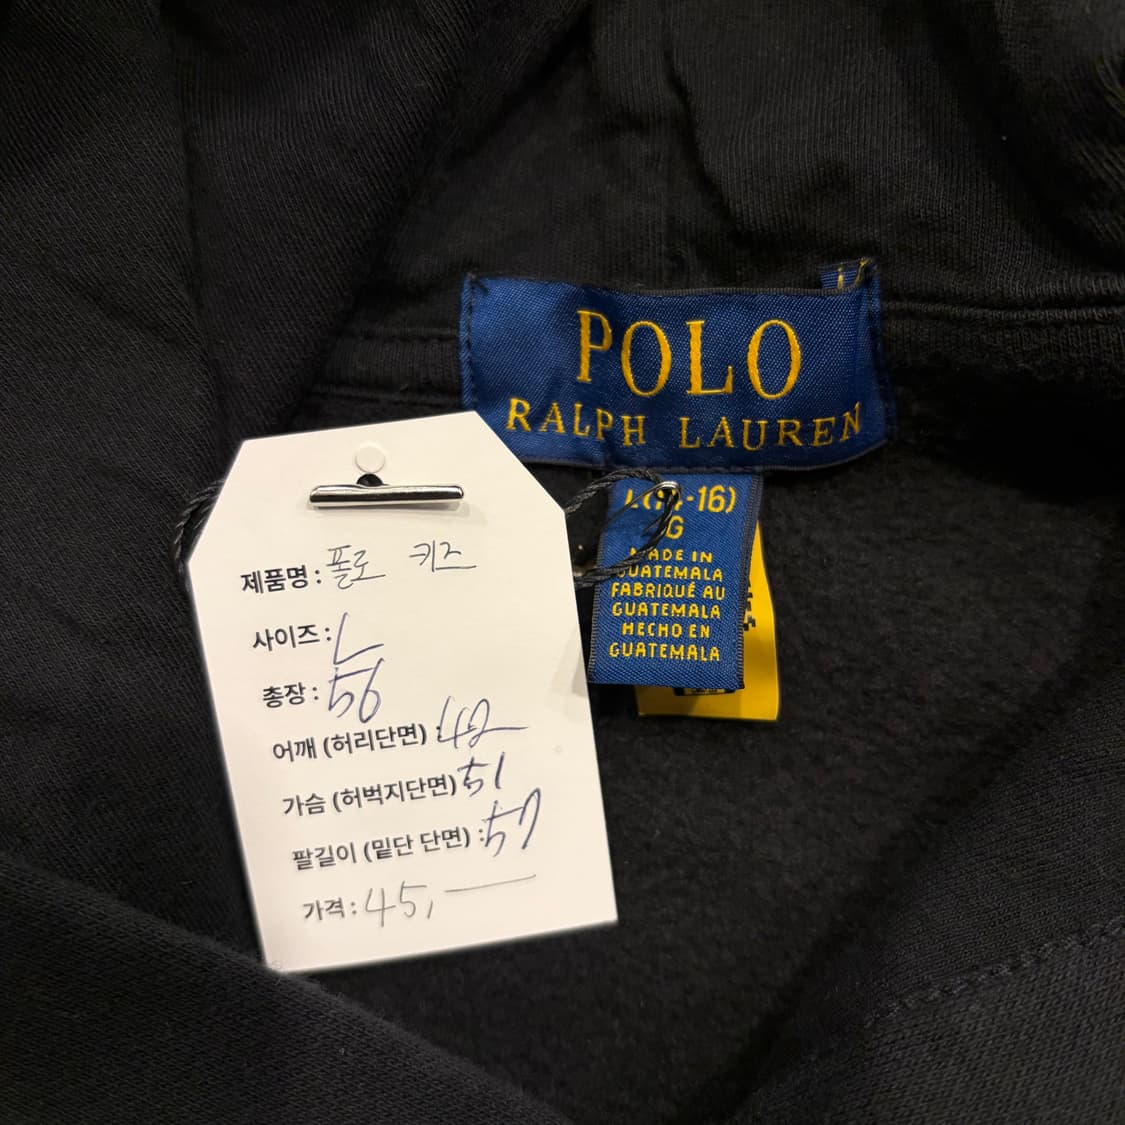 POLO
RALPH LAUREN
L(14-16)
G
MADE IN
GUATEMALA
FABRIQUÉ AU
GUATEMALA
HECHO EN
GUATEMALA
제품명 : 폴로 키즈
사이즈 : L
총장 : 56
어깨 (허리단면) : 42
가슴 (허벅지단면) 51
팔길이 (밑단 단면) : 57
가격 : 45,—